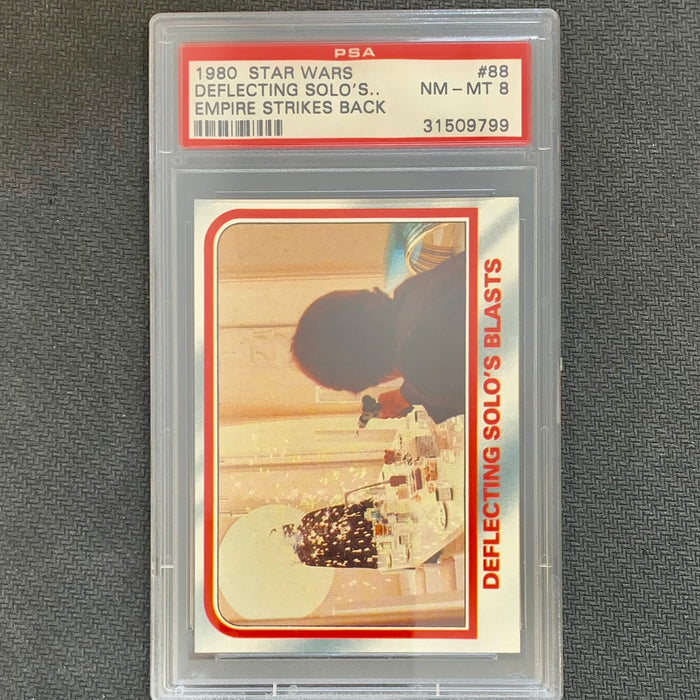 PSA
1980 STAR WARS #88
DEFLECTING SOLO'S.. NM – MT 8
EMPIRE STRIKES BACK
31509799
DEFLECTING SOLO'S BLASTS